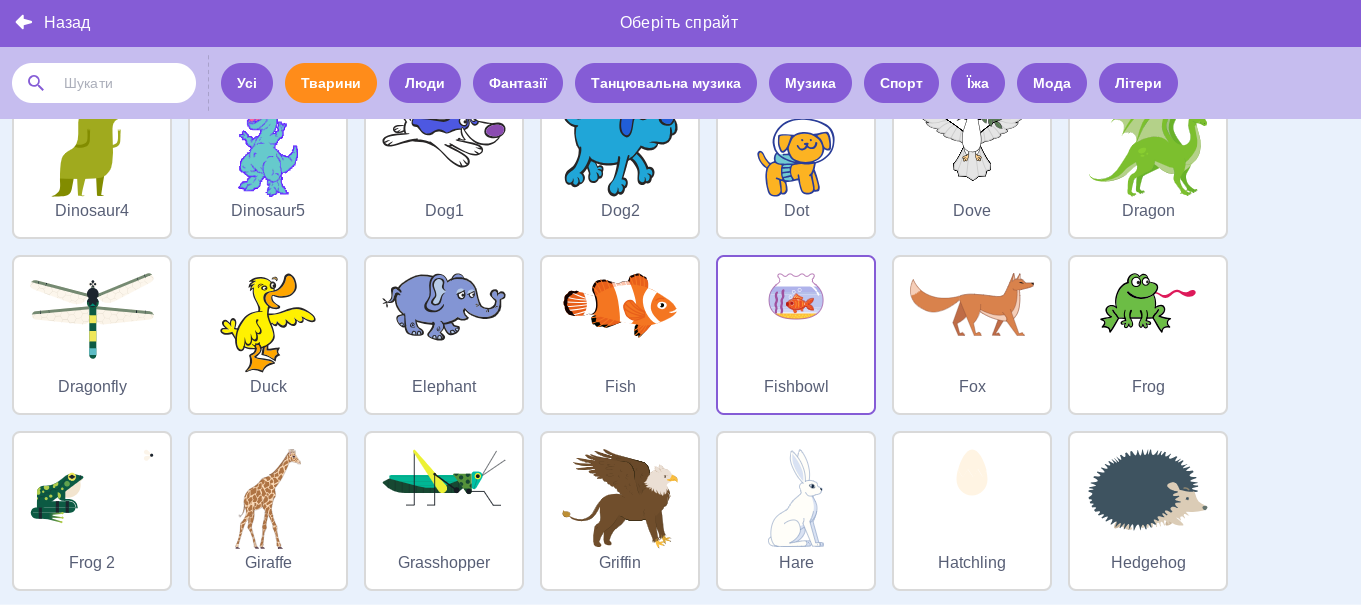 Назад
Оберіть спрайт
Шукати
Усі
Тварини
Люди
Фантазії
Танцювальна музика
Музика
Спорт
Їжа
Мода
Літери
Dinosaur4
Dinosaur5
Dog1
Dog2
Dot
Dove
Dragon
Dragonfly
Duck
Elephant
Fish
Fishbowl
Fox
Frog
Frog 2
Giraffe
Grasshopper
Griffin
Hare
Hatchling
Hedgehog